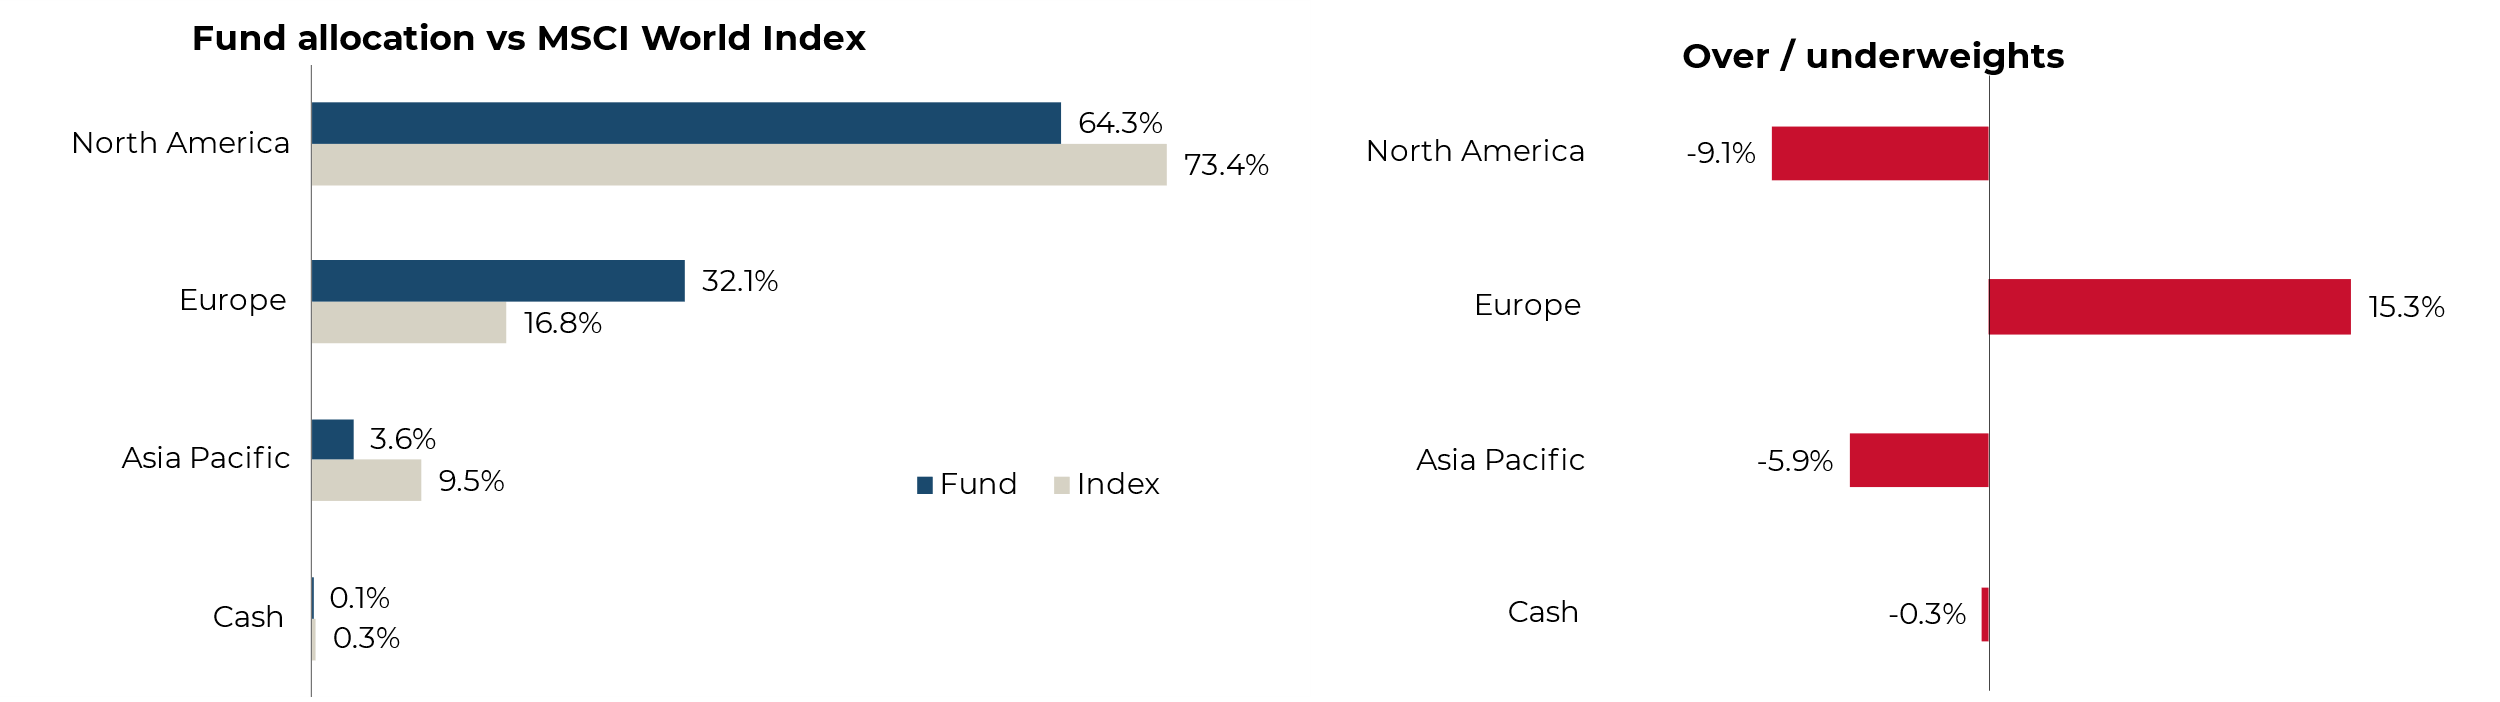 Fund allocation vs MSCI World Index
North America
64.3%
73.4%
Europe
32.1%
16.8%
Asia Pacific
3.6%
9.5%
Fund
Index
Cash
0.1%
0.3%
Over / underweights
North America
-9.1%
Europe
15.3%
Asia Pacific
-5.9%
Cash
-0.3%